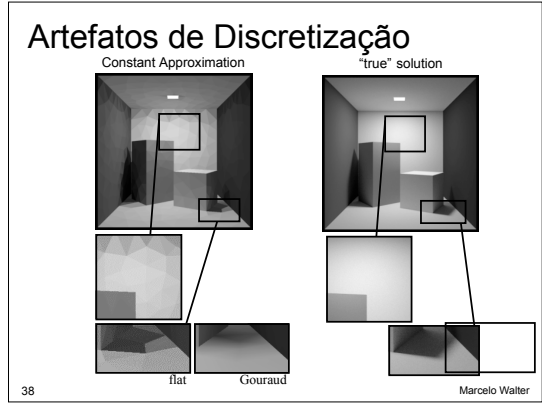 Artefatos de Discretização
Constant Approximation
“true” solution
flat
Gouraud
38
Marcelo Walter